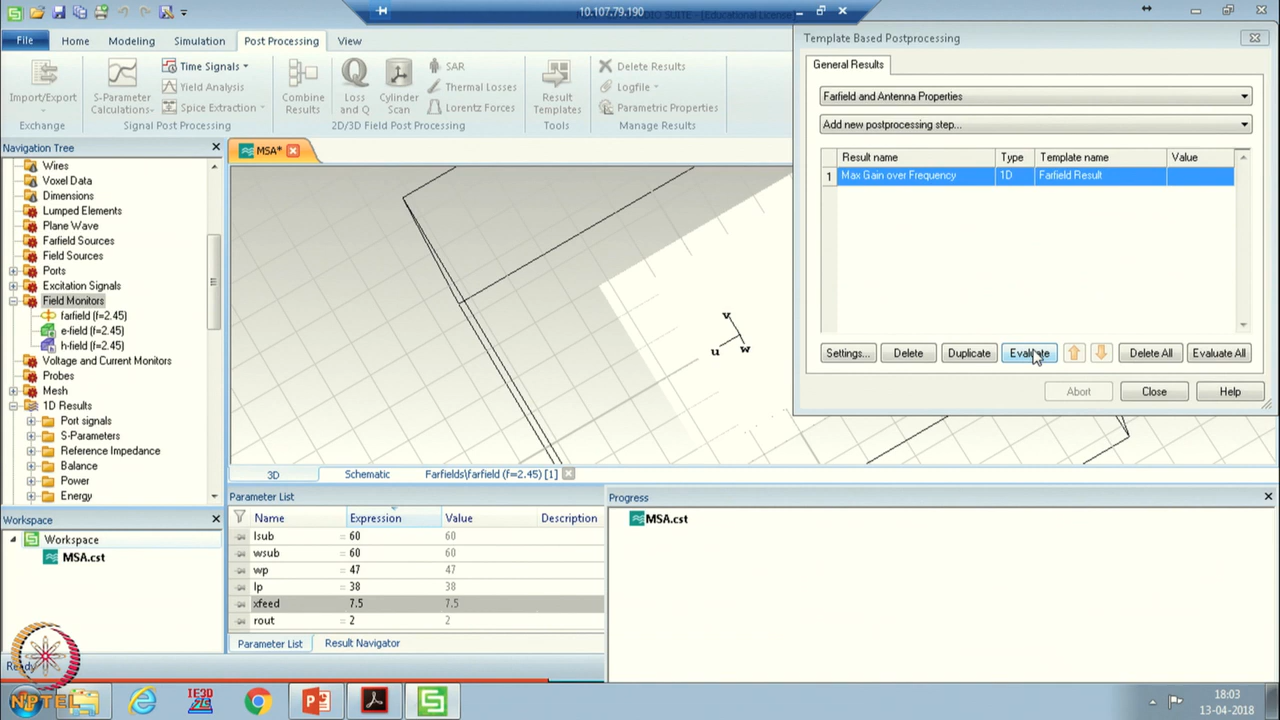 10.107.79.190
File
Home
Modeling
Simulation
Post Processing
View
Import/Export
Exchange
S-Parameter Calculations
Time Signals
Yield Analysis
Spice Extraction
Signal Post Processing
Combine Results
Loss and Q
Cylinder Scan
SAR
Thermal Losses
Lorentz Forces
2D/3D Field Post Processing
Result Templates
Tools
Delete Results
Logfile
Parametric Properties
Manage Results
Navigation Tree
Wires
Voxel Data
Dimensions
Lumped Elements
Plane Wave
Farfield Sources
Field Sources
Ports
Excitation Signals
Field Monitors
farfield (f=2.45)
e-field (f=2.45)
h-field (f=2.45)
Voltage and Current Monitors
Probes
Mesh
1D Results
Port signals
S-Parameters
Reference Impedance
Balance
Power
Energy
MSA*
v
u
w
3D
Schematic
Farfields\farfield (f=2.45) [1]
Template Based Postprocessing
General Results
Farfield and Antenna Properties
Add new postprocessing step...
Result name Type Template name Value
1 Max Gain over Frequency 1D Farfield Result
Settings... Delete Duplicate Evaluate Delete All Evaluate All
Abort Close Help
Workspace
Workspace
MSA.cst
Parameter List
Name Expression Value Description
lsub = 60 60
wsub = 60 60
wp = 47 47
lp = 38 38
xfeed = 7.5 7.5
rout = 2 2
Parameter List
Result Navigator
Progress
MSA.cst
NPTEL
IE3D
18:03
13-04-2018